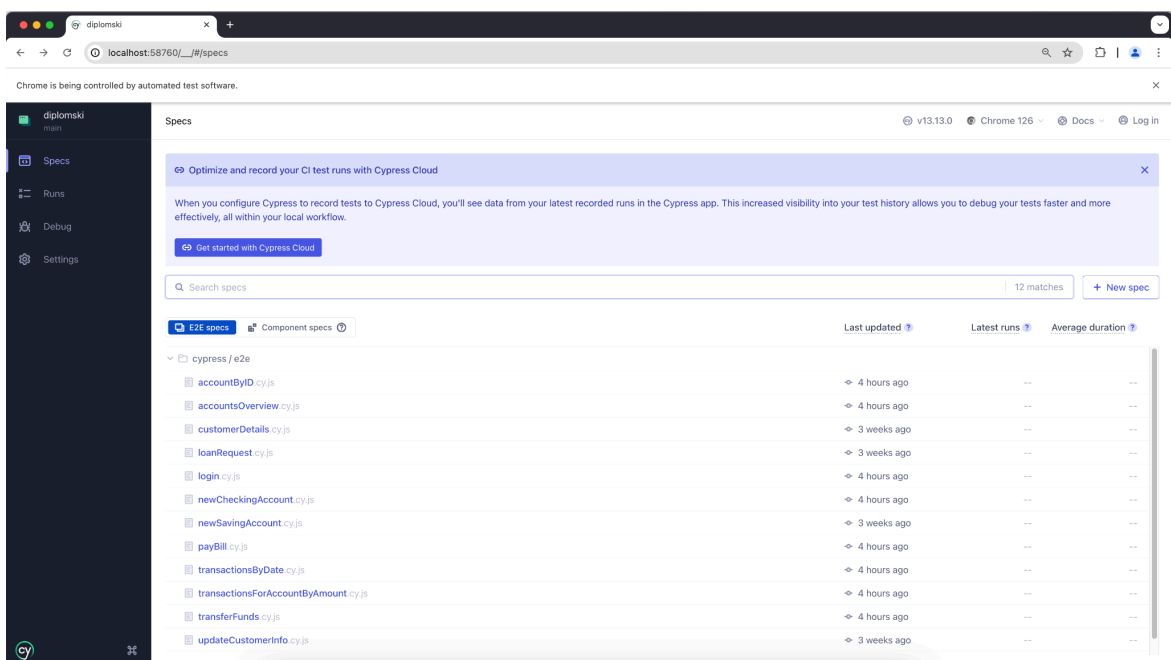 diplomski
localhost:58760/__/#/specs
Chrome is being controlled by automated test software.
diplomski
main
Specs
Runs
Debug
Settings
cy
Specs
v13.13.0 Chrome 126 Docs Log in
Optimize and record your CI test runs with Cypress Cloud
When you configure Cypress to record tests to Cypress Cloud, you'll see data from your latest recorded runs in the Cypress app. This increased visibility into your test history allows you to debug your tests faster and more
effectively, all within your local workflow.
Get started with Cypress Cloud
Search specs 12 matches + New spec
E2E specs Component specs ? Last updated ? Latest runs ? Average duration ?
cypress / e2e
accountByID.cy.js 4 hours ago -- --
accountsOverview.cy.js 4 hours ago -- --
customerDetails.cy.js 3 weeks ago -- --
loanRequest.cy.js 3 weeks ago -- --
login.cy.js 4 hours ago -- --
newCheckingAccount.cy.js 4 hours ago -- --
newSavingAccount.cy.js 3 weeks ago -- --
payBill.cy.js 4 hours ago -- --
transactionsByDate.cy.js 4 hours ago -- --
transactionsForAccountByAmount.cy.js 4 hours ago -- --
transferFunds.cy.js 4 hours ago -- --
updateCustomerInfo.cy.js 3 weeks ago -- --